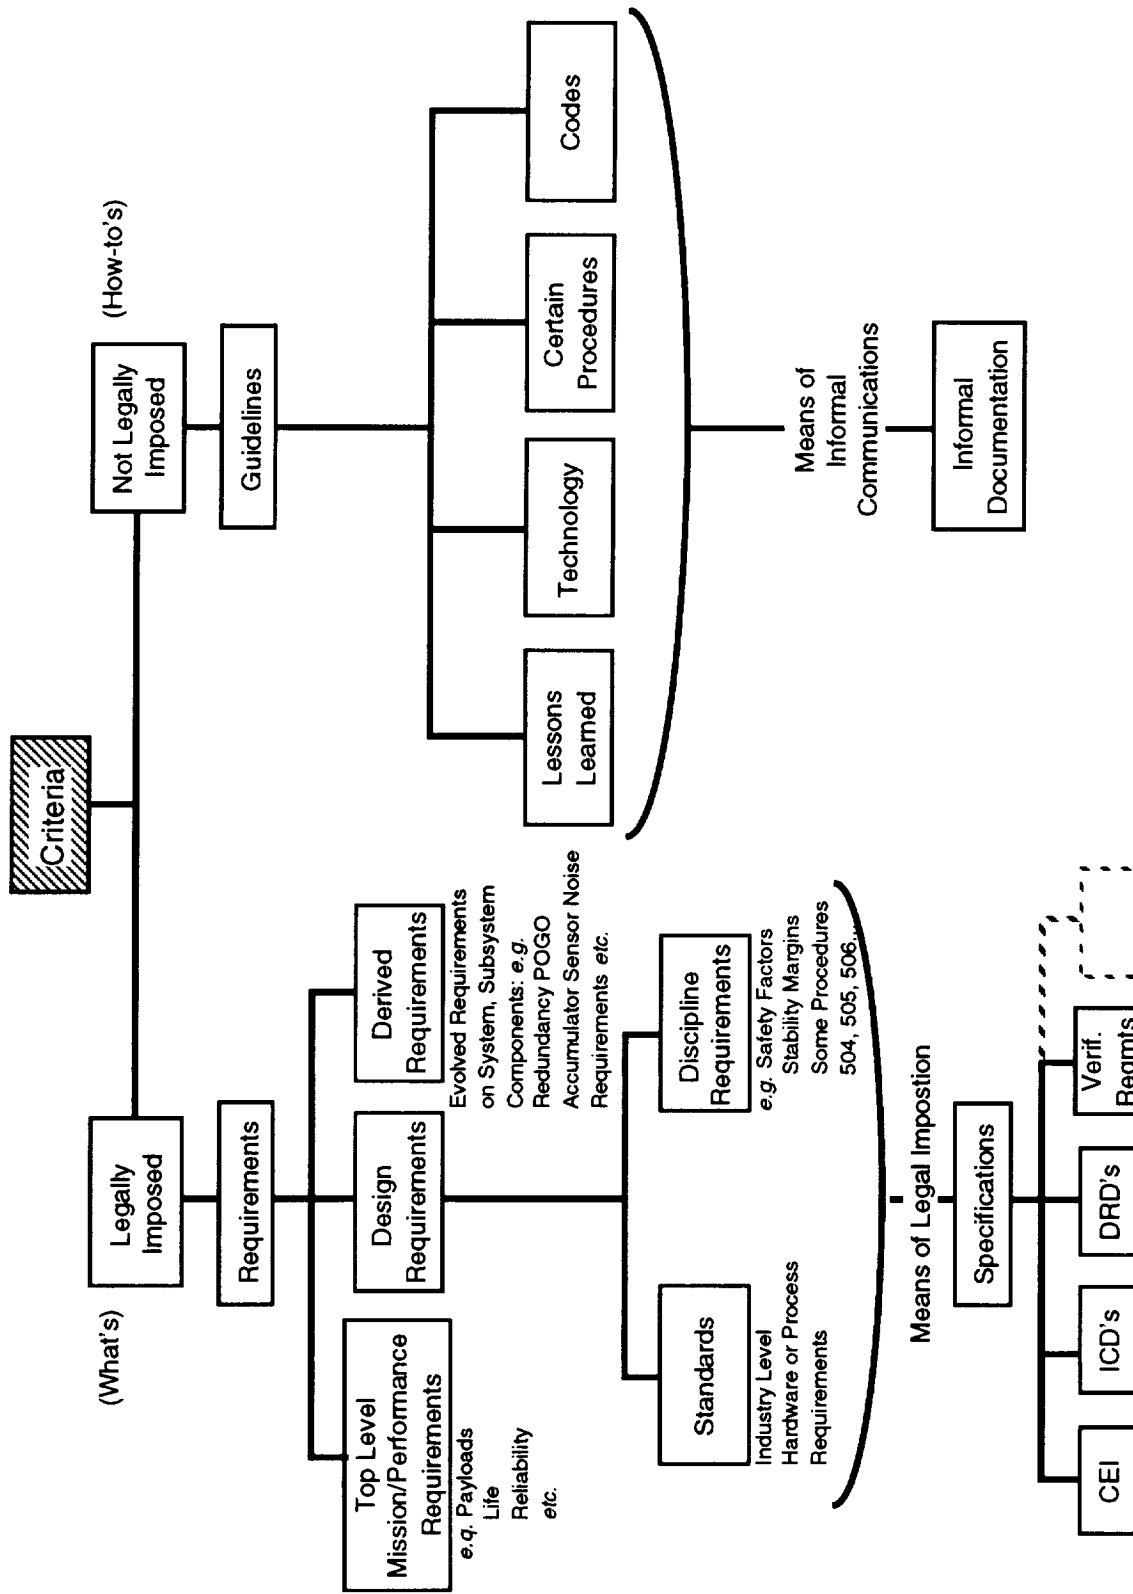 Criteria
(What's)
Legally
Imposed
Requirements
Top Level
Mission/Performance
Requirements
e.g. Payloads
Life
Reliability
etc.
Design
Requirements
Derived
Requirements
Evolved Requirements
on System, Subsystem
Components: e.g.
Redundancy POGO
Accumulator Sensor Noise
Requirements etc.
Standards
Industry Level
Hardware or Process
Requirements
Discipline
Requirements
e.g. Safety Factors
Stability Margins
Some Procedures
504, 505, 506...
Means of Legal Impostion
Specifications
CEI
ICD's
DRD's
Verif.
Reqmts
Not Legally
Imposed
(How-to's)
Guidelines
Lessons
Learned
Technology
Certain
Procedures
Codes
Means of
Informal
Communications
Informal
Documentation